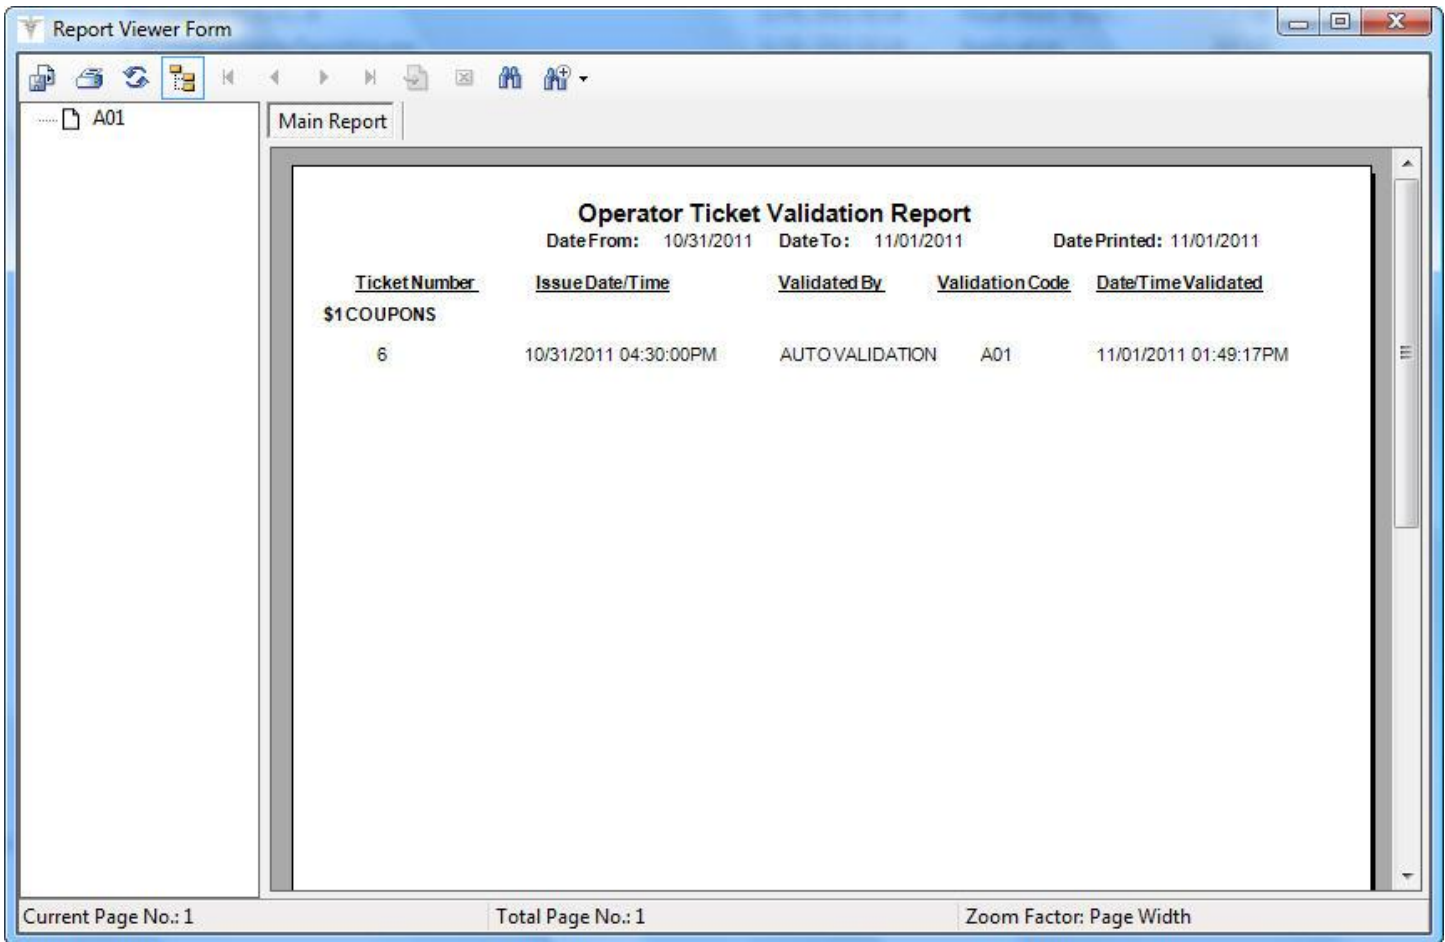 Report Viewer Form
A01
Main Report
Operator Ticket Validation Report
Date From: 10/31/2011 Date To: 11/01/2011 Date Printed: 11/01/2011
Ticket Number Issue Date/Time Validated By Validation Code Date/Time Validated
$1 COUPONS
6 10/31/2011 04:30:00PM AUTO VALIDATION A01 11/01/2011 01:49:17PM
Current Page No.: 1 Total Page No.: 1 Zoom Factor: Page Width